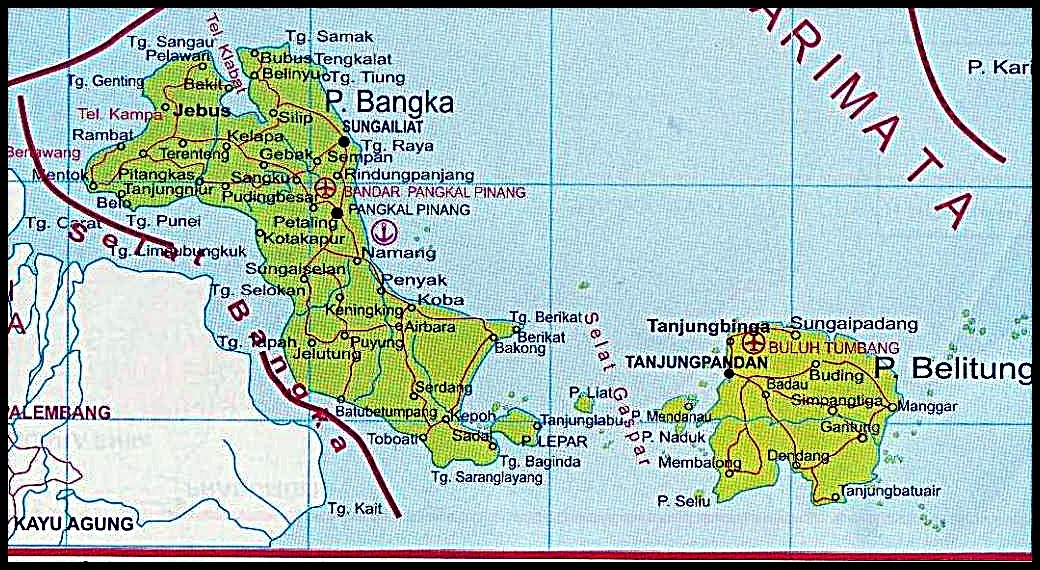 Tg. Samak
Tg. Sangau
Tel. Klabat
Pelawan
Bubus
Tengkalat
Belinyu
Tg. Tiung
Tg. Genting
Bakit
P. Bangka
Jebus
Tel. Kampa
Silip
SUNGAILIAT
Rambat
Kelapa
Tg. Raya
Terenteng
Gebak
Sempan
Mentok
Pitangkas
Sangku
Rindungpanjang
Tanjungniur
BANDAR PANGKAL PINANG
Pudingbesar
Belo
PANGKAL PINANG
Tg. Carat
Tg. Punei
Petaling
Kotakapur
Namang
Sungaiselan
Penyak
Tg. Selokan
Koba
Keningking
Airbara
Tg. Berikat
Berikat
Bakong
Tg. Tapah
Puyung
Jelutung
Selat Bangka
Serdang
Batubetumpang
Kepoh
Tanjunglabu
Toboali
Sadai
P. LEPAR
Tg. Baginda
Tg. Saranglayang
Tg. Kait
KAYU AGUNG
ALEMBANG
Selat Gaspar
P. Liat
P. Mendanau
P. Naduk
Membalong
P. Seliu
Tanjungbinga
Sungaipadang
BULUH TUMBANG
TANJUNGPANDAN
P. Belitung
Buding
Badau
Simpangtiga
Manggar
Gantung
Dendang
Tanjungbatuair
ARIMATA
P. Kari